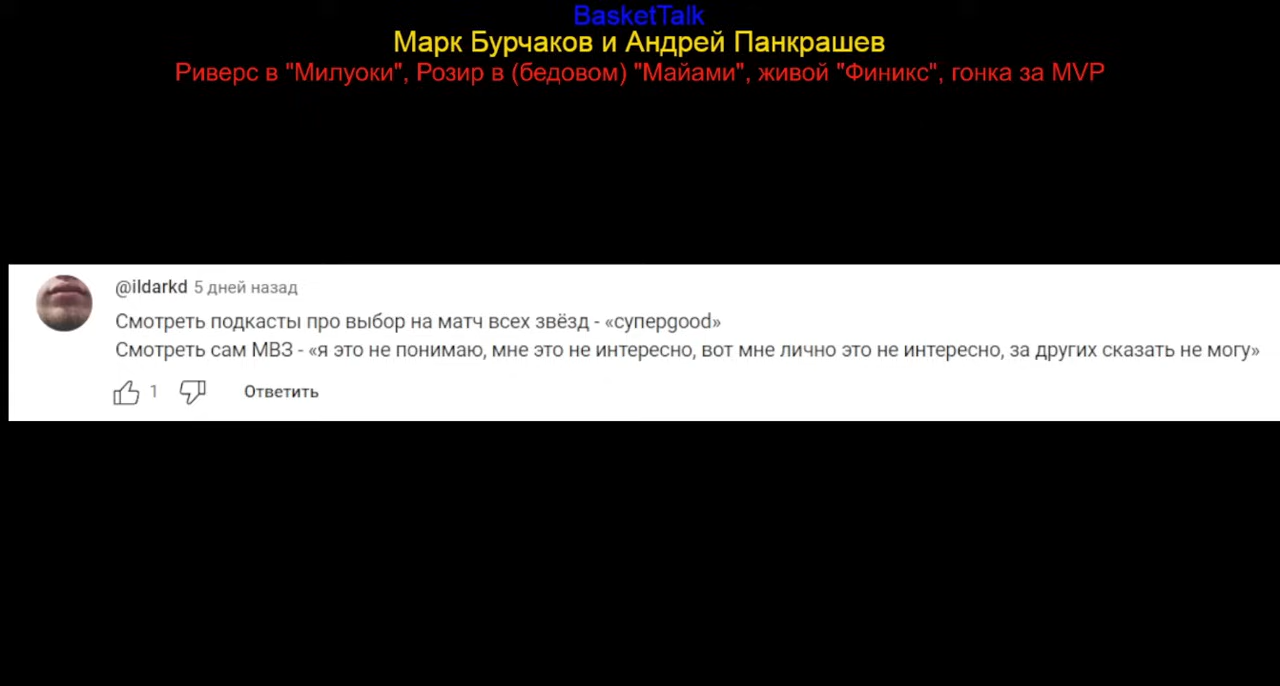 BasketTalk
Марк Бурчаков и Андрей Панкрашев
Риверс в "Милуоки", Розир в (бедовом) "Майами", живой "Финикс", гонка за MVP
@ildarkd 5 дней назад
Смотреть подкасты про выбор на матч всех звёзд - «суперgood»
Смотреть сам МВЗ - «я это не понимаю, мне это не интересно, вот мне лично это не интересно, за других сказать не могу»
1 Ответить